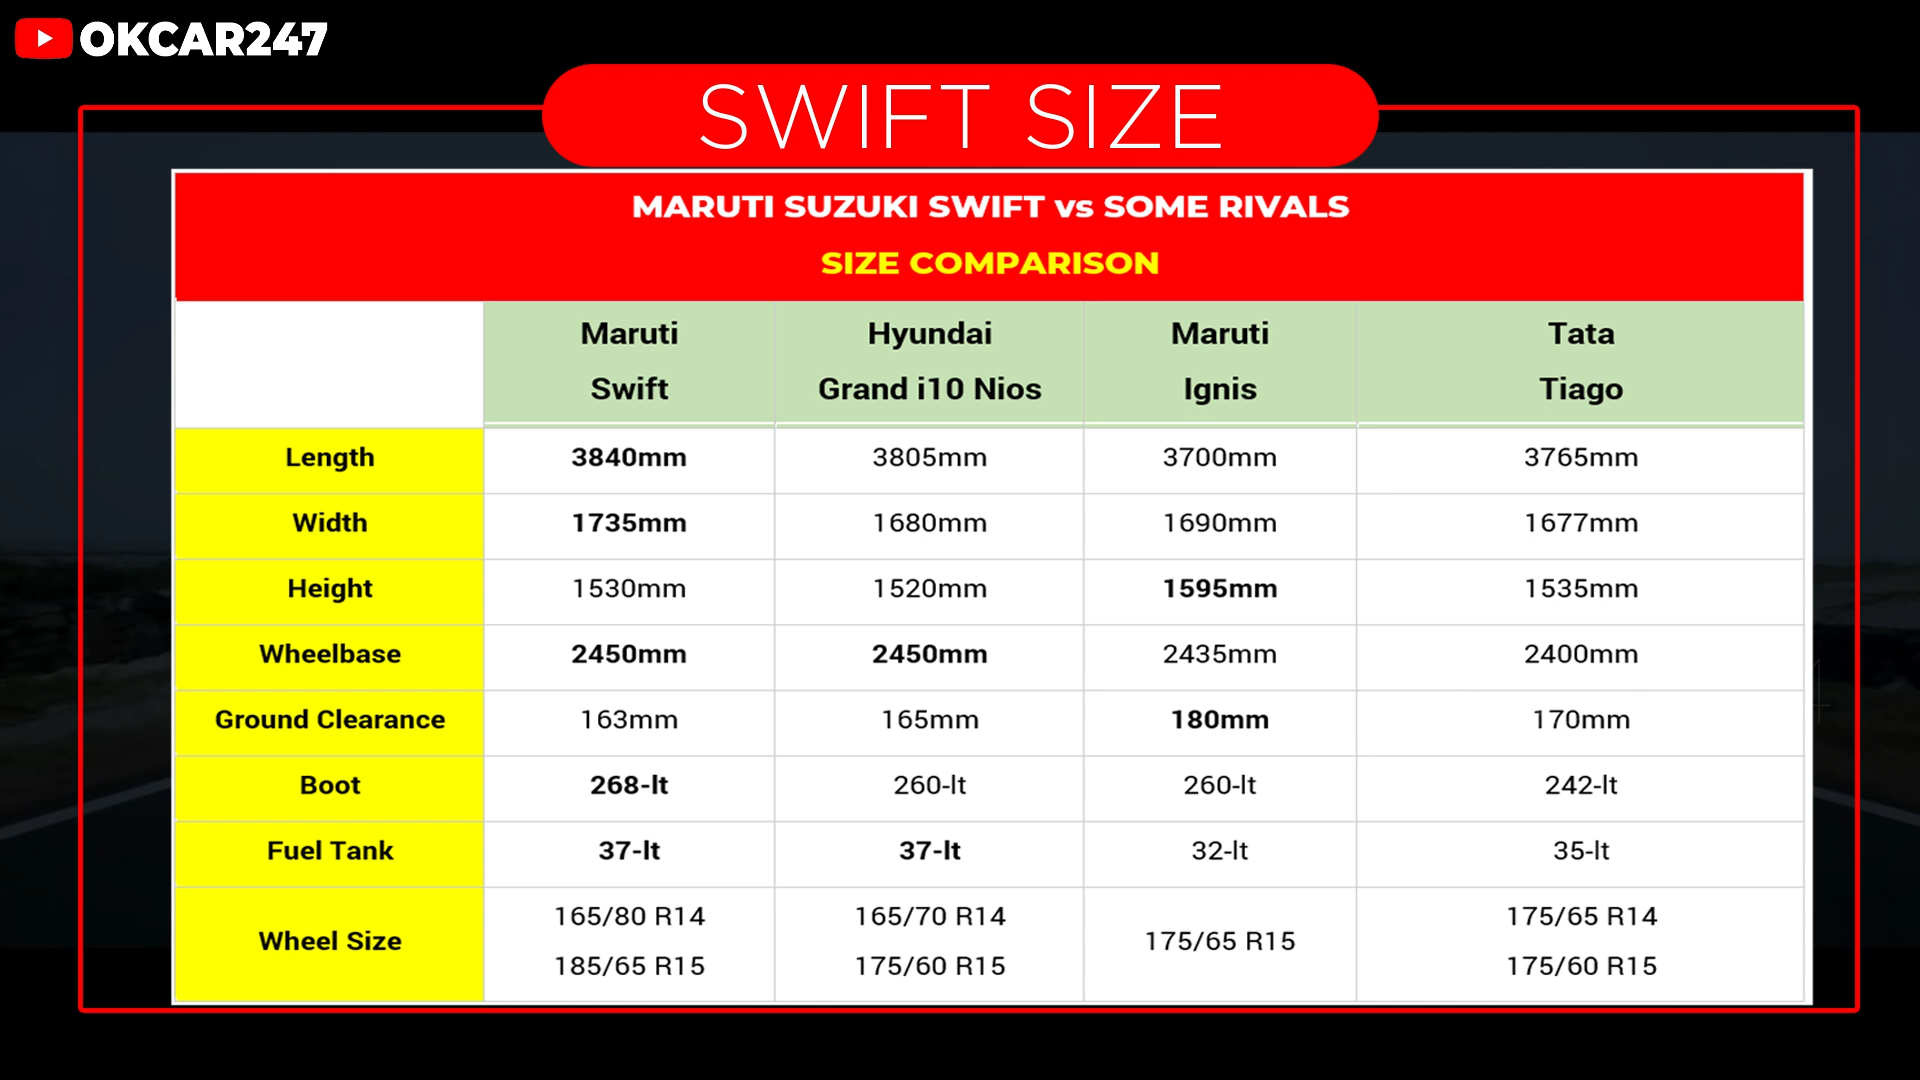 OKCAR247
SWIFT SIZE
MARUTI SUZUKI SWIFT vs SOME RIVALS
SIZE COMPARISON
Maruti Swift Hyundai Grand i10 Nios Maruti Ignis Tata Tiago
Length 3840mm 3805mm 3700mm 3765mm
Width 1735mm 1680mm 1690mm 1677mm
Height 1530mm 1520mm 1595mm 1535mm
Wheelbase 2450mm 2450mm 2435mm 2400mm
Ground Clearance 163mm 165mm 180mm 170mm
Boot 268-lt 260-lt 260-lt 242-lt
Fuel Tank 37-lt 37-lt 32-lt 35-lt
Wheel Size 165/80 R14 185/65 R15 165/70 R14 175/60 R15 175/65 R15 175/65 R14 175/60 R15